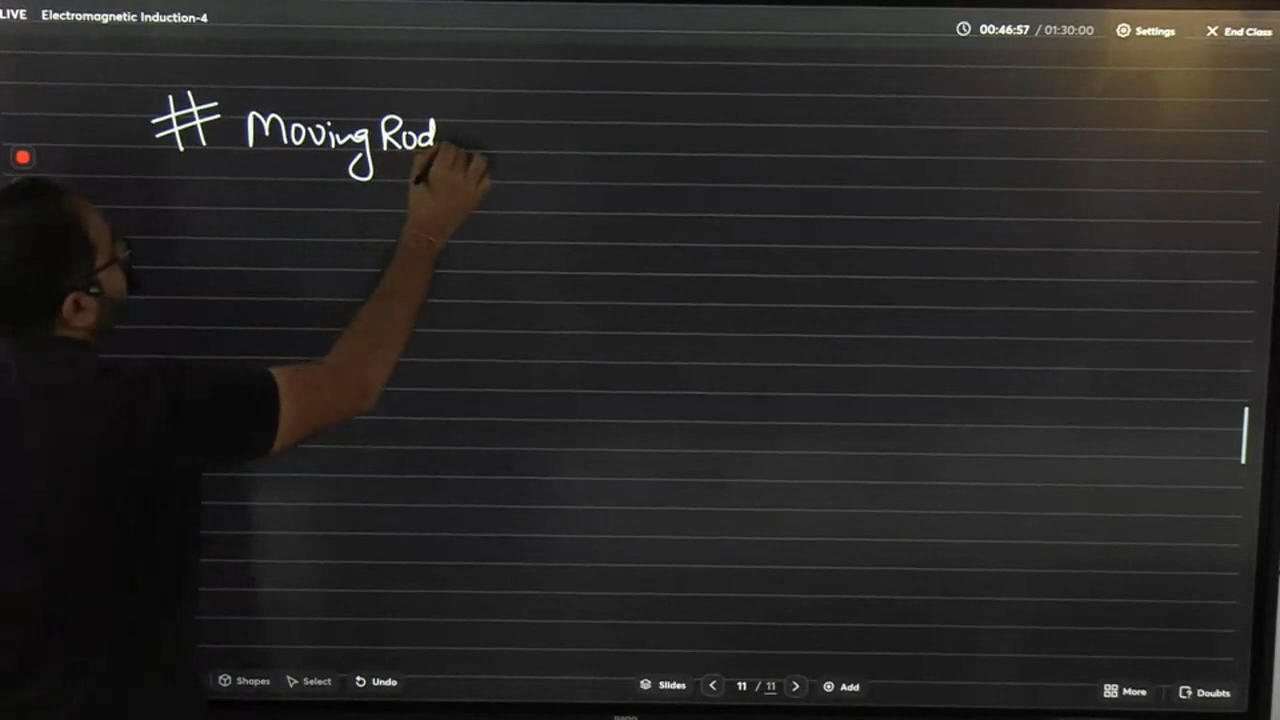 LIVE Electromagnetic Induction-4
00:46:57 / 01:30:00 Settings End Class
# Moving Rod
Shapes Select Undo Slides 11 / 11 Add More Doubts